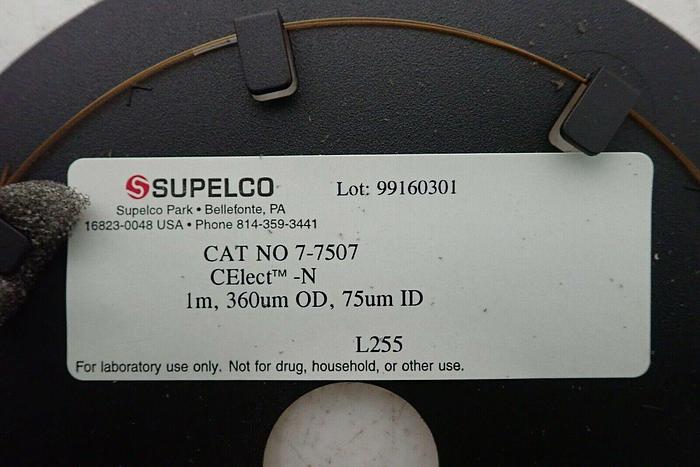 SUPELCO
Lot: 99160301
Supelco Park • Bellefonte, PA
16823-0048 USA • Phone 814-359-3441
CAT NO 7-7507
CElect™ -N
1m, 360um OD, 75um ID
L255
For laboratory use only. Not for drug, household, or other use.